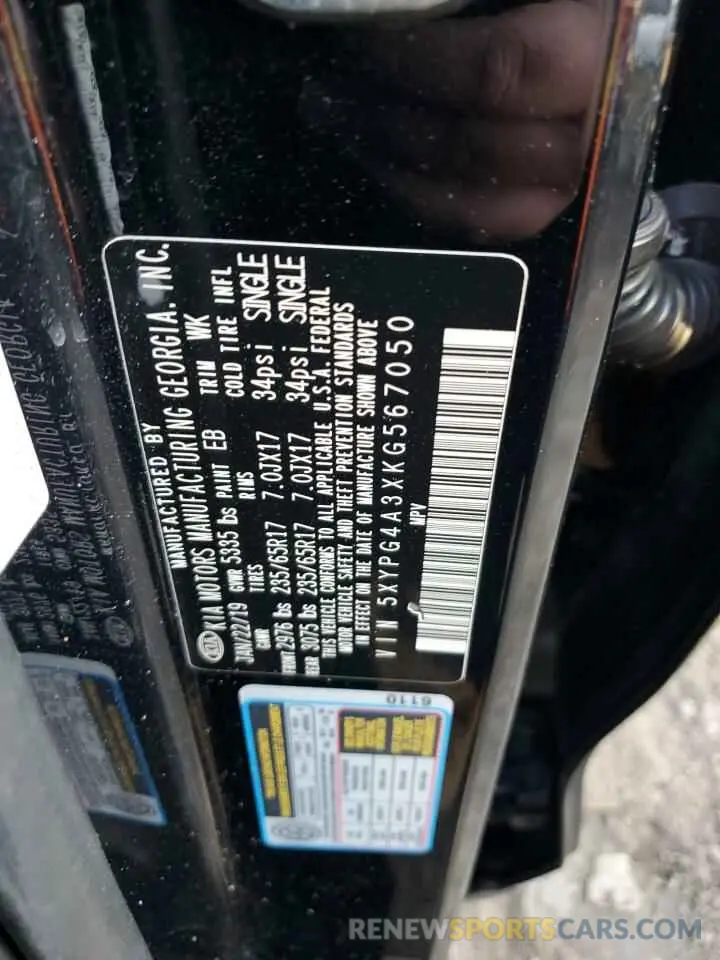 MANUFACTURED BY
KIA KIA MOTORS MANUFACTURING GEORGIA, INC.
JAN/22/19 GVWR 5335 lbs PAINT EB TRIM WK
GAWR TIRES RIMS COLD TIRE INFL
FRNT 2976 lbs 235/65R17 7.0JX17 34psi SINGLE
REAR 3075 lbs 235/65R17 7.0JX17 34psi SINGLE
THIS VEHICLE CONFORMS TO ALL APPLICABLE U.S.A. FEDERAL
MOTOR VEHICLE SAFETY AND THEFT PREVENTION STANDARDS
IN EFFECT ON THE DATE OF MANUFACTURE SHOWN ABOVE
VIN 5XYPG4A3XKG567050
MPV
6110
RENEWSPORTSCARS.COM